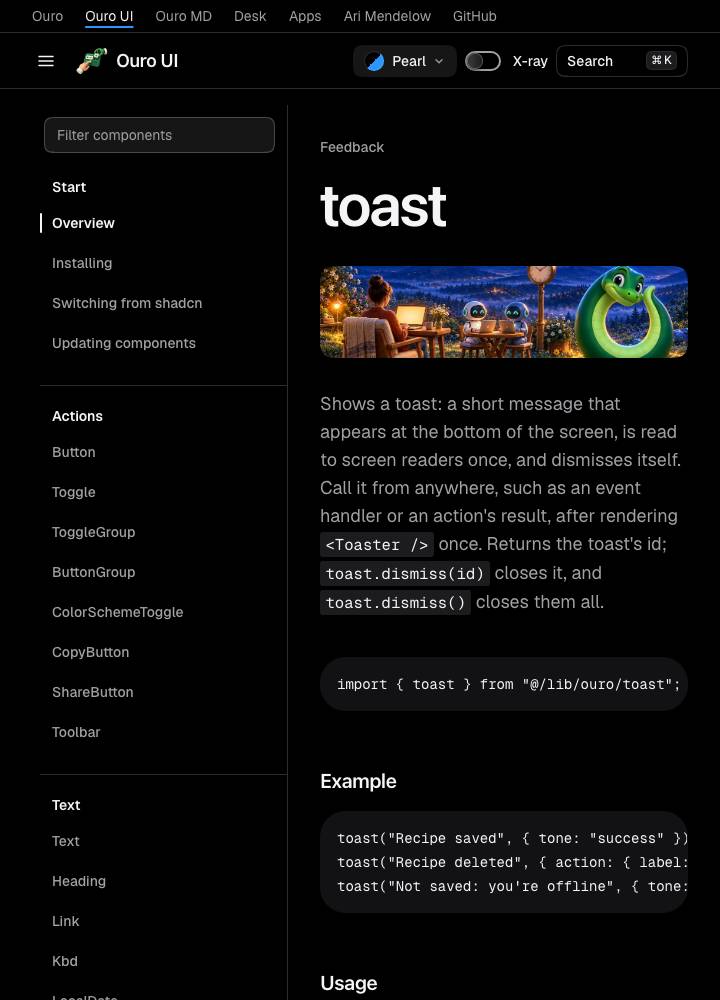 Ouro
Ouro UI
Ouro MD
Desk
Apps
Ari Mendelow
GitHub
Ouro UI
Pearl
X-ray
Search
⌘ K
Filter components
Start
Overview
Installing
Switching from shadcn
Updating components
Actions
Button
Toggle
ToggleGroup
ButtonGroup
ColorSchemeToggle
CopyButton
ShareButton
Toolbar
Text
Text
Heading
Link
Kbd
LocalDate
Feedback
toast
Shows a toast: a short message that
appears at the bottom of the screen, is read
to screen readers once, and dismisses itself.
Call it from anywhere, such as an event
handler or an action's result, after rendering
<Toaster /> once. Returns the toast's id;
toast.dismiss(id) closes it, and
toast.dismiss() closes them all.
import { toast } from "@/lib/ouro/toast";
Example
toast("Recipe saved", { tone: "success" })
toast("Recipe deleted", { action: { label:
toast("Not saved: you're offline", { tone:
Usage